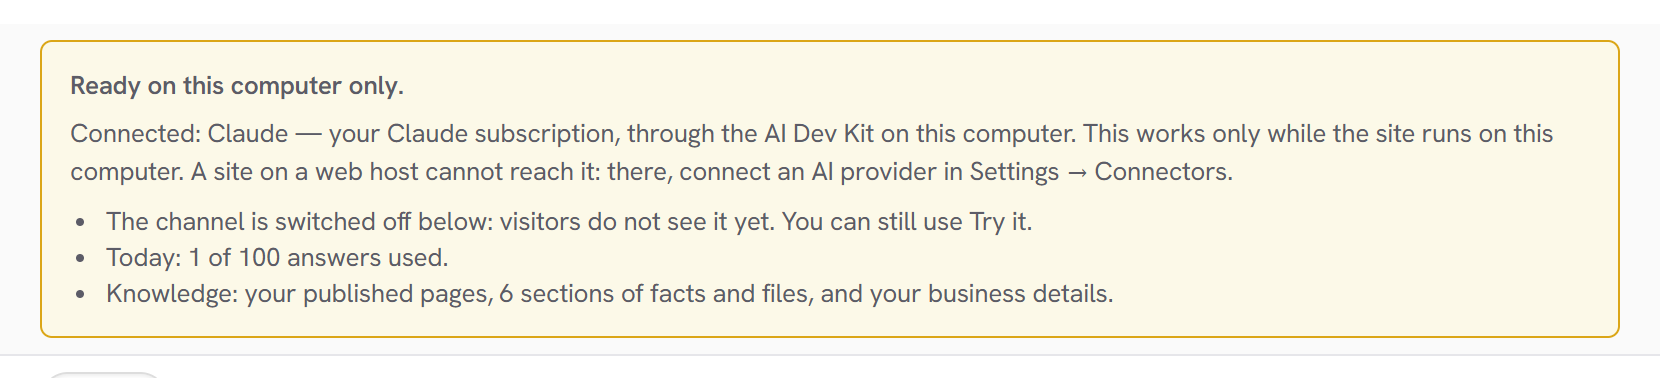 Ready on this computer only.
Connected: Claude — your Claude subscription, through the AI Dev Kit on this computer. This works only while the site runs on this
computer. A site on a web host cannot reach it: there, connect an AI provider in Settings → Connectors.
• The channel is switched off below: visitors do not see it yet. You can still use Try it.
• Today: 1 of 100 answers used.
• Knowledge: your published pages, 6 sections of facts and files, and your business details.